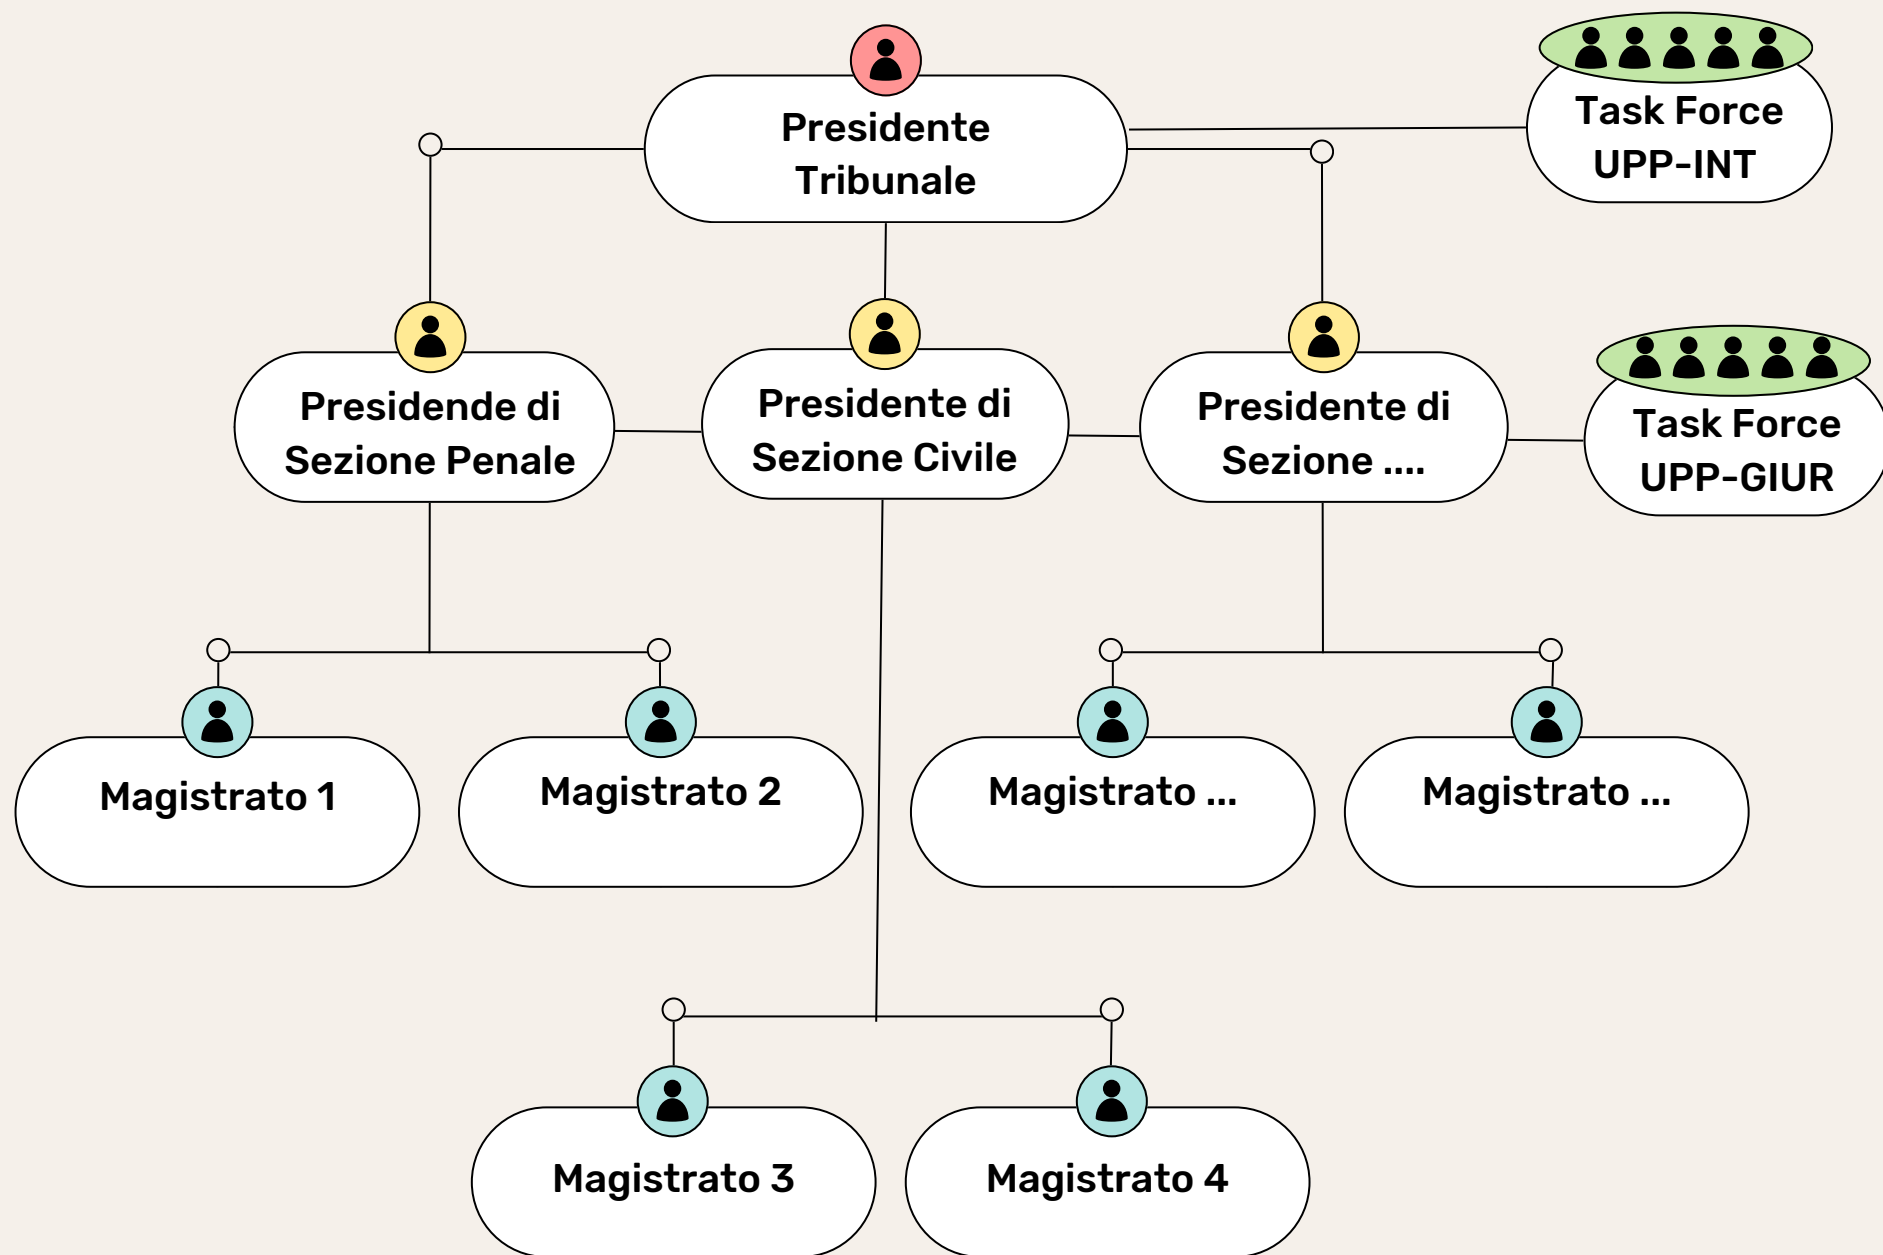 Presidente
Tribunale
Task Force
UPP-INT
Presidende di
Sezione Penale
Presidente di
Sezione Civile
Presidente di
Sezione ....
Task Force
UPP-GIUR
Magistrato 1
Magistrato 2
Magistrato ...
Magistrato ...
Magistrato 3
Magistrato 4